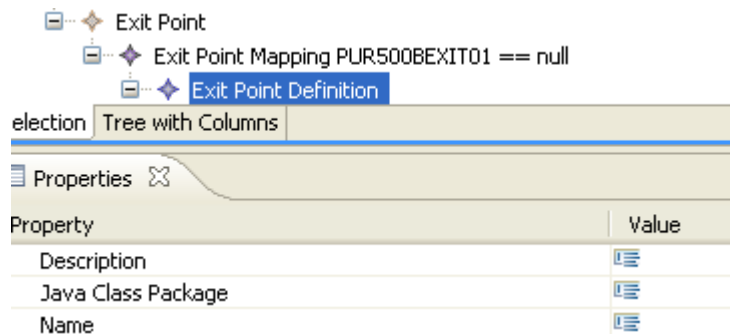 Exit Point
Exit Point Mapping PUR500BEXIT01 == null
Exit Point Definition
election Tree with Columns
Properties
Property Value
Description
Java Class Package
Name